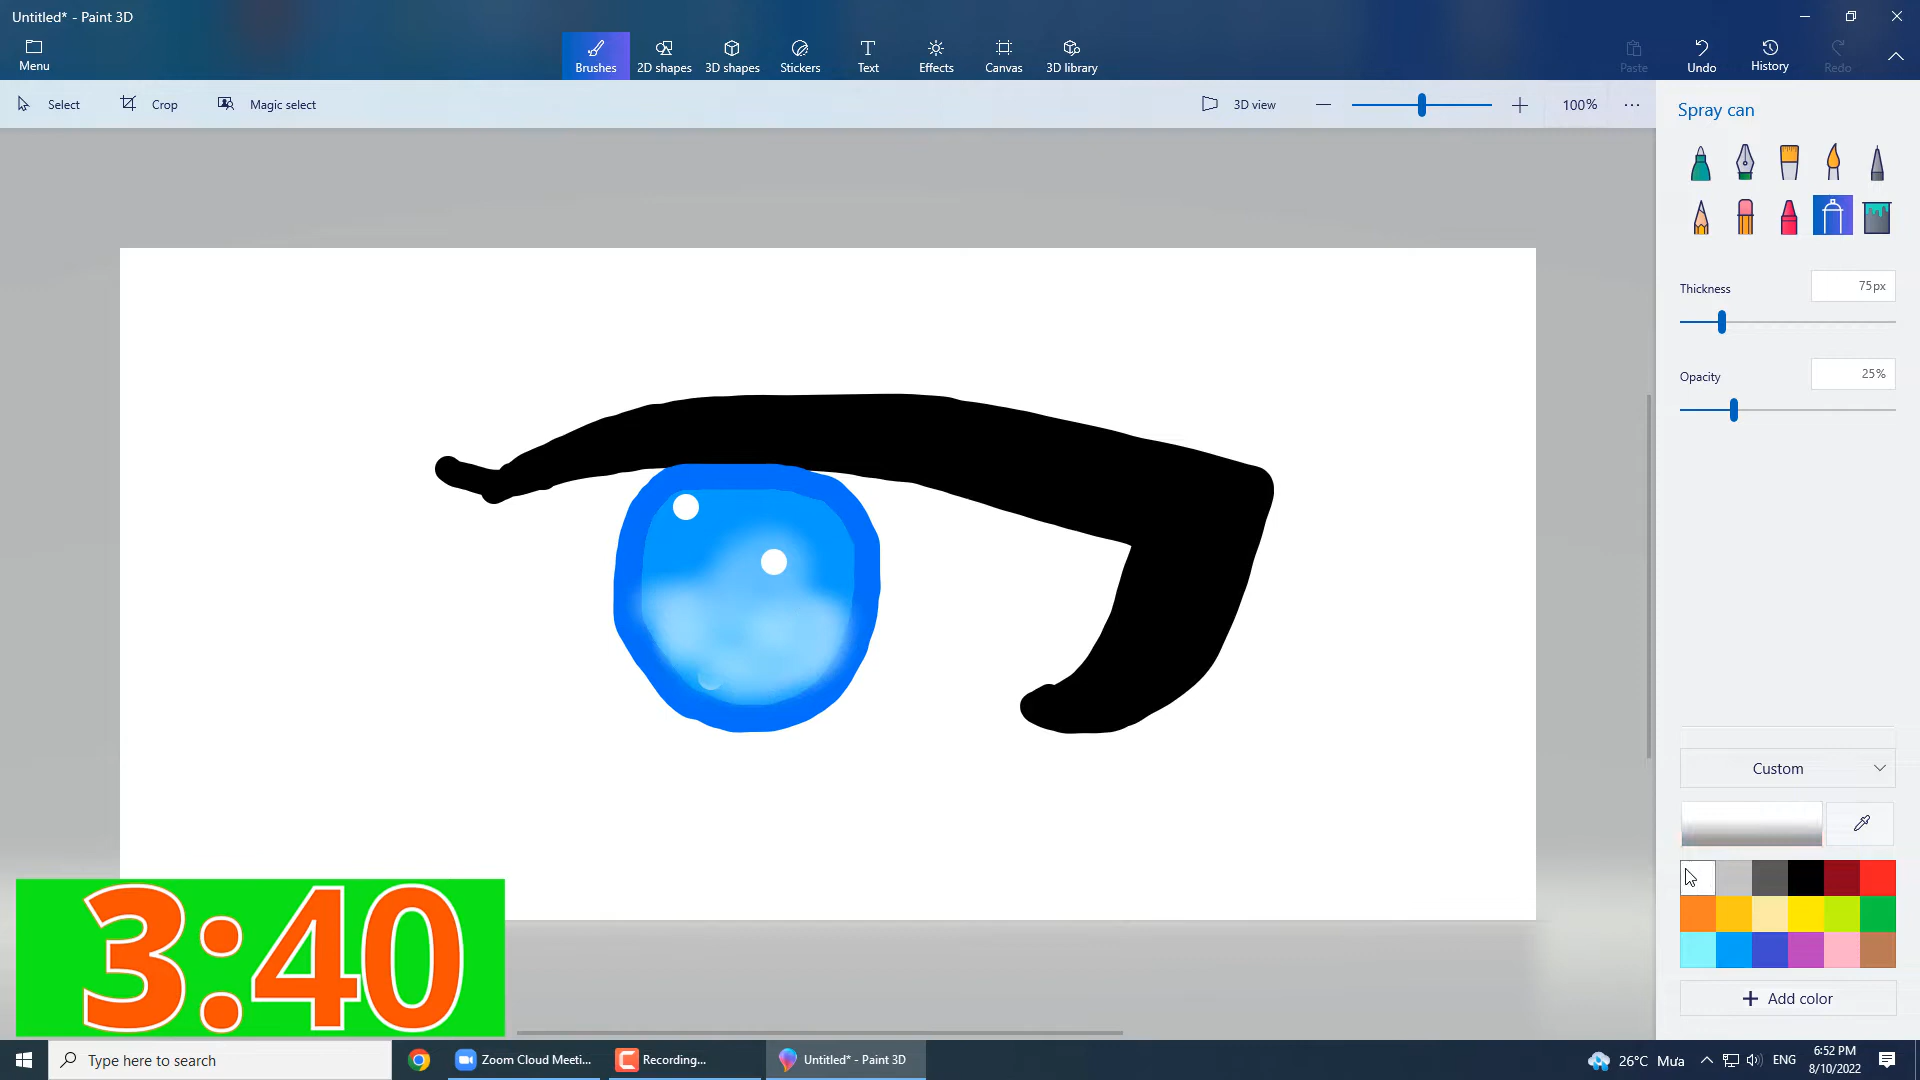 Untitled* - Paint 3D
Menu
Brushes
2D shapes
3D shapes
Stickers
Text
Effects
Canvas
3D library
Paste
Undo
History
Redo
Select
Crop
Magic select
3D view
100%
Spray can
Thickness
75px
Opacity
25%
Custom
Add color
3:40
Type here to search
Zoom Cloud Meeti...
Recording...
Untitled* - Paint 3D
26°C Mưa
ENG
6:52 PM
8/10/2022